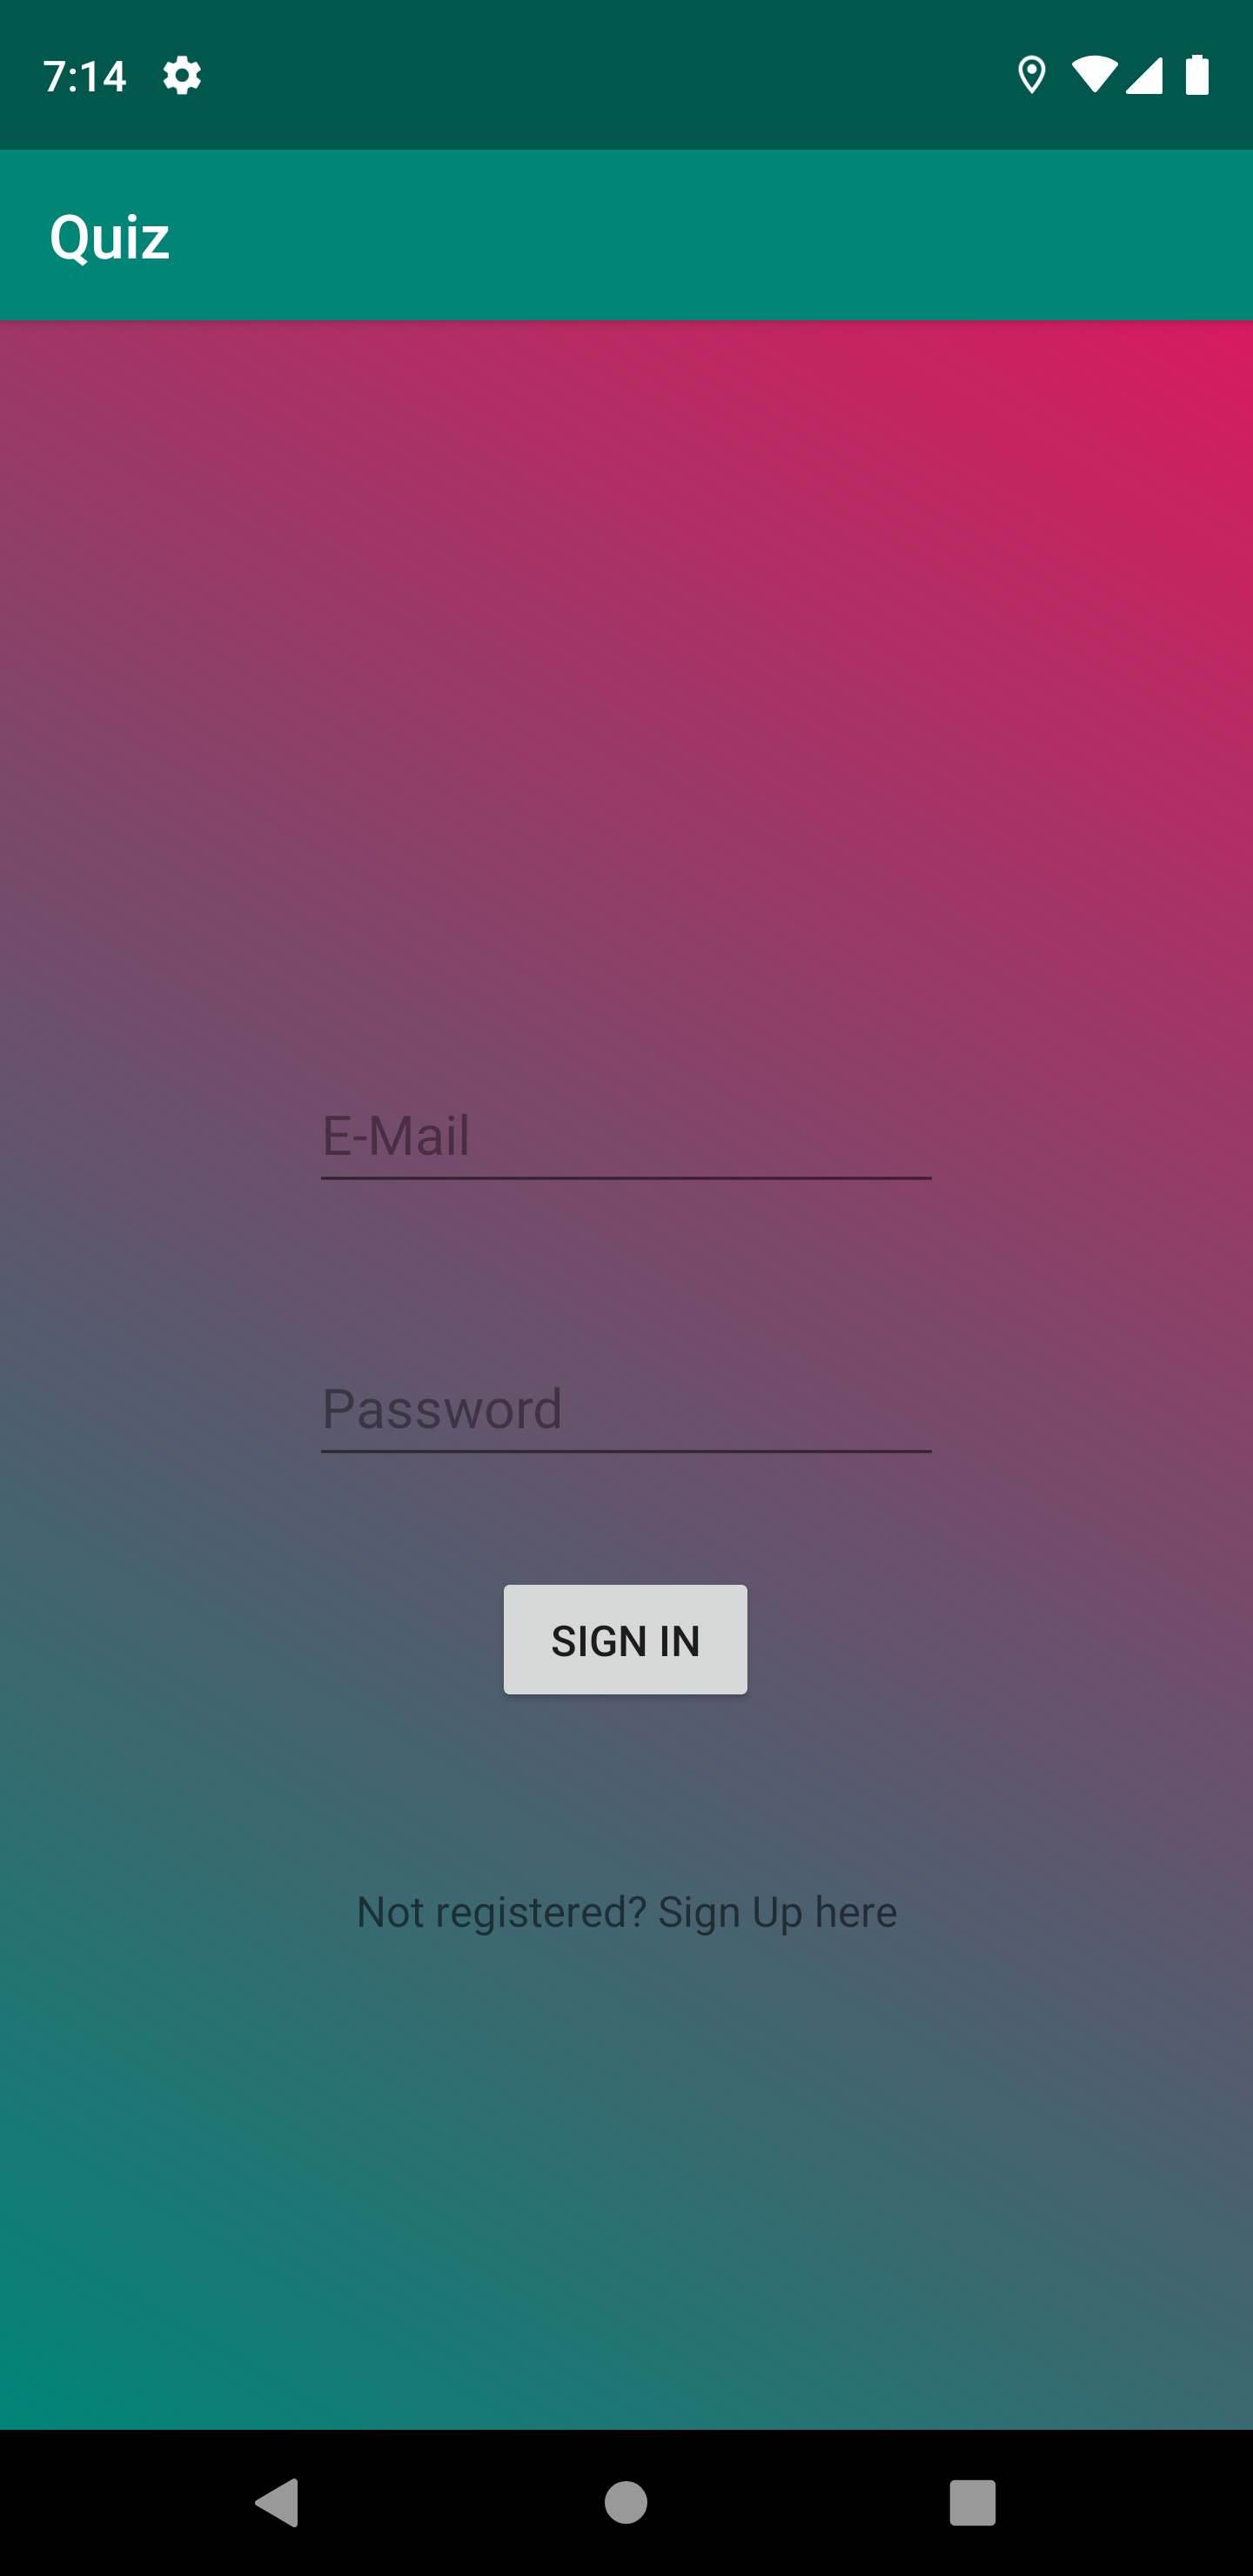 7:14
Quiz
E-Mail
Password
SIGN IN
Not registered? Sign Up here